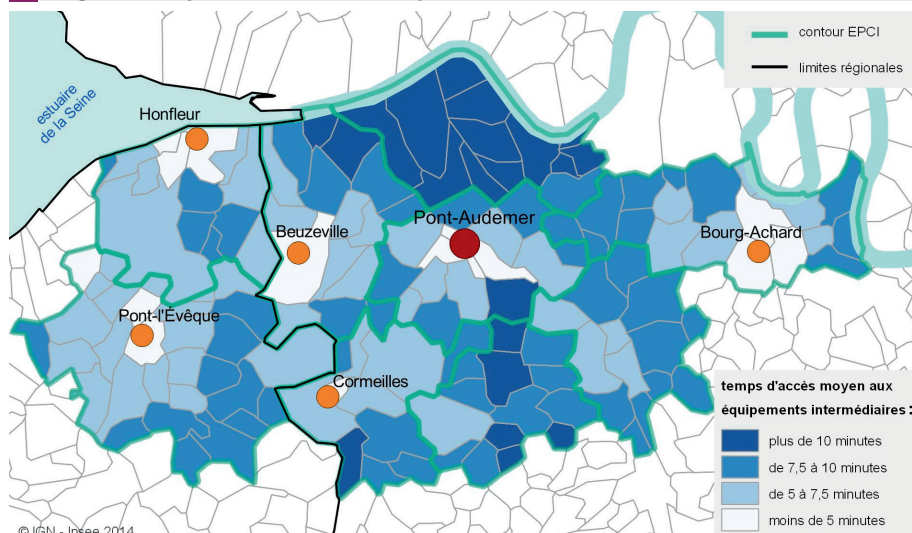 contour EPCI
limites régionales
estuaire
de la Seine
Honfleur
Beuzeville
Pont-Audemer
Bourg-Achard
Pont-l'Évêque
Cormeilles
temps d'accès moyen aux
équipements intermédiaires :
plus de 10 minutes
de 7,5 à 10 minutes
de 5 à 7,5 minutes
moins de 5 minutes
© IGN - Insee 2014